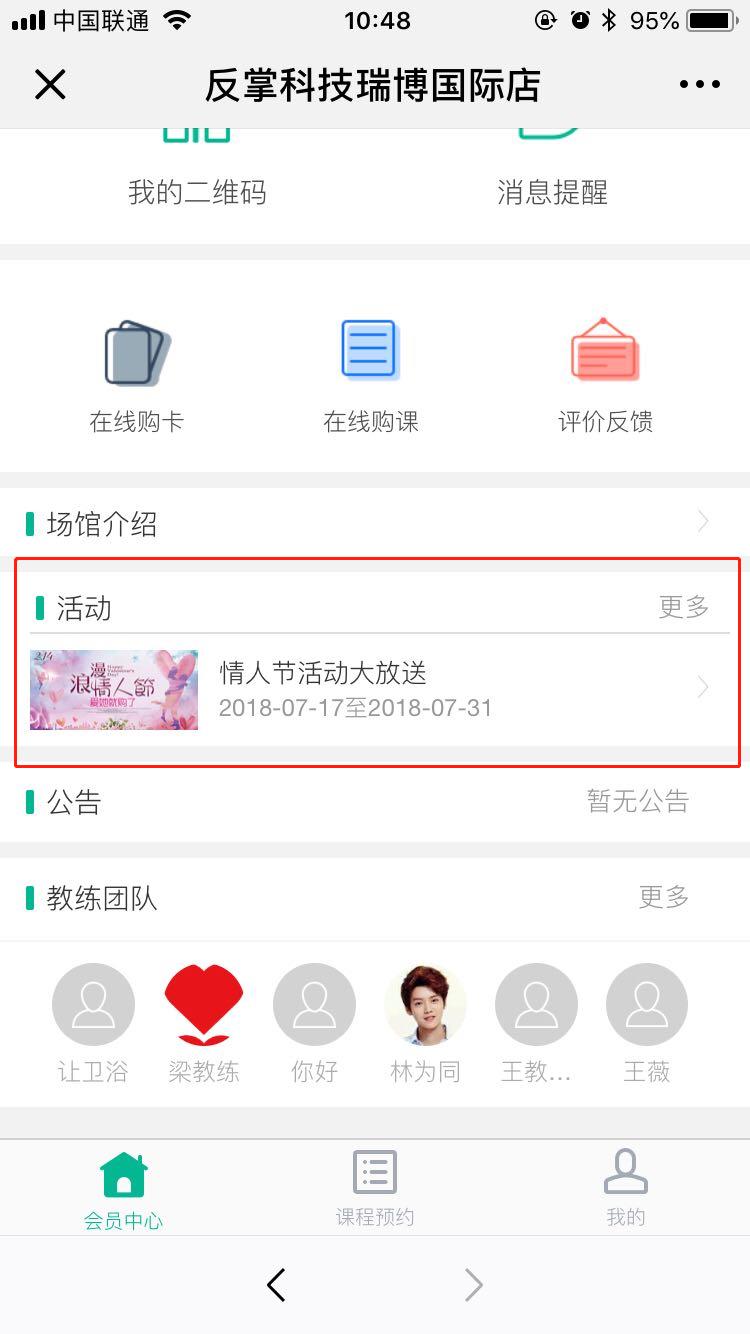 中国联通 10:48 95%
反掌科技瑞博国际店
我的二维码 消息提醒
在线购卡 在线购课 评价反馈
场馆介绍
活动 更多
2.14
漫
Happy
Valentine's
Day!
浪情人節
爱她就购了
情人节活动大放送
2018-07-17至2018-07-31
公告 暂无公告
教练团队 更多
让卫浴 梁教练 你好 林为同 王教... 王薇
会员中心 课程预约 我的